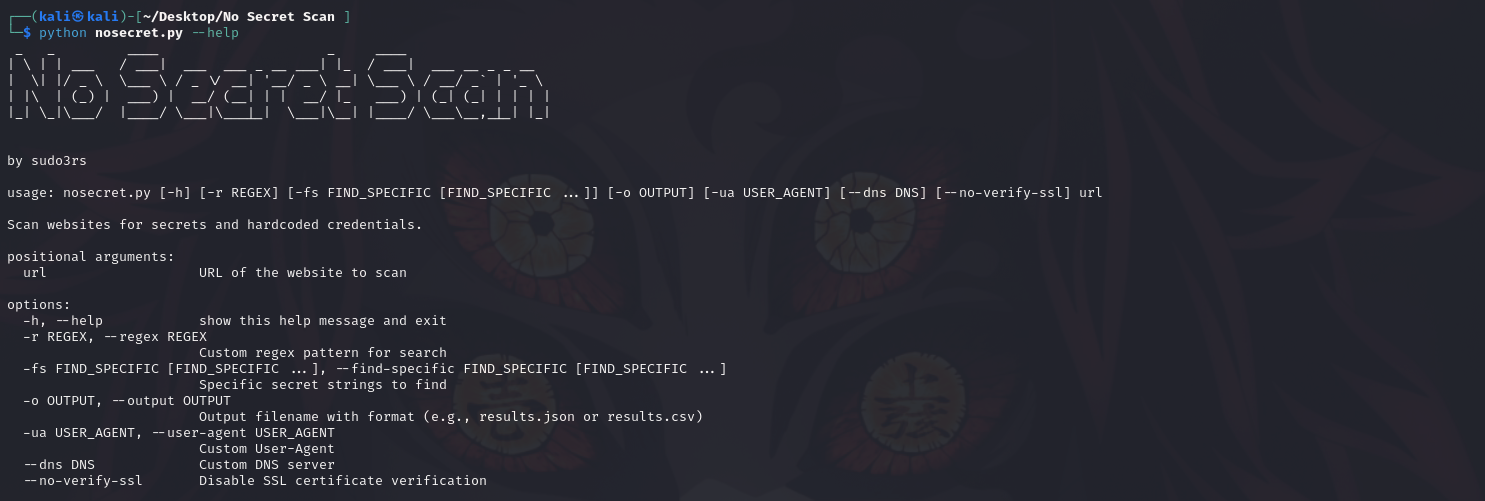 ┌──(kali㉿kali)-[~/Desktop/No Secret Scan ]
└─$ python nosecret.py --help
No Secret Scan
by sudo3rs
usage: nosecret.py [-h] [-r REGEX] [-fs FIND_SPECIFIC [FIND_SPECIFIC ...]] [-o OUTPUT] [-ua USER_AGENT] [--dns DNS] [--no-verify-ssl] url
Scan websites for secrets and hardcoded credentials.
positional arguments:
  url                   URL of the website to scan
options:
  -h, --help            show this help message and exit
  -r REGEX, --regex REGEX
                        Custom regex pattern for search
  -fs FIND_SPECIFIC [FIND_SPECIFIC ...], --find-specific FIND_SPECIFIC [FIND_SPECIFIC ...]
                        Specific secret strings to find
  -o OUTPUT, --output OUTPUT
                        Output filename with format (e.g., results.json or results.csv)
  -ua USER_AGENT, --user-agent USER_AGENT
                        Custom User-Agent
  --dns DNS             Custom DNS server
  --no-verify-ssl       Disable SSL certificate verification
上弦
壱